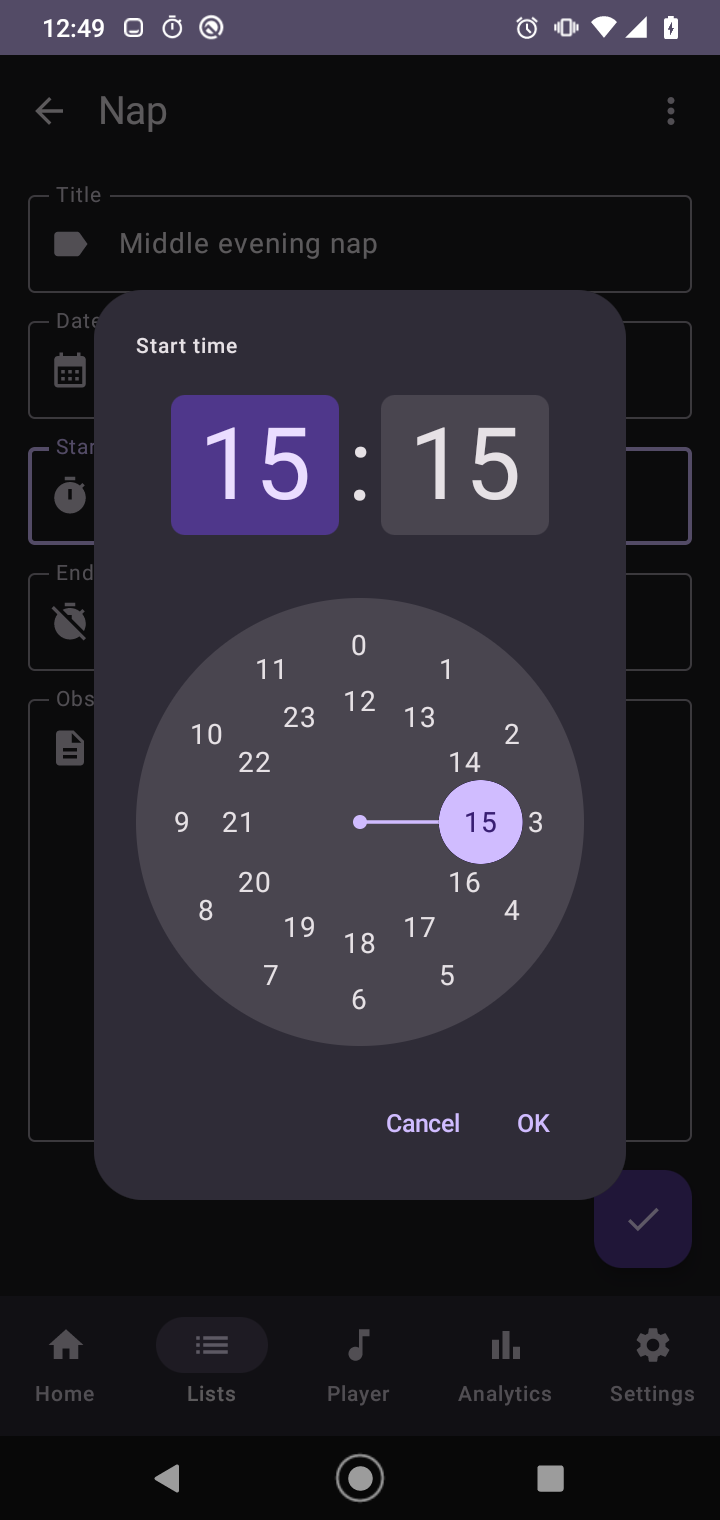 12:49
Nap
Title
Middle evening nap
Date
Star
End
Obs
Start time
15 : 15
0
11 1
12
23 13
10 2
22 14
9 21 15 3
20 16
8 4
19 17
18
7 5
6
Cancel OK
Home Lists Player Analytics Settings